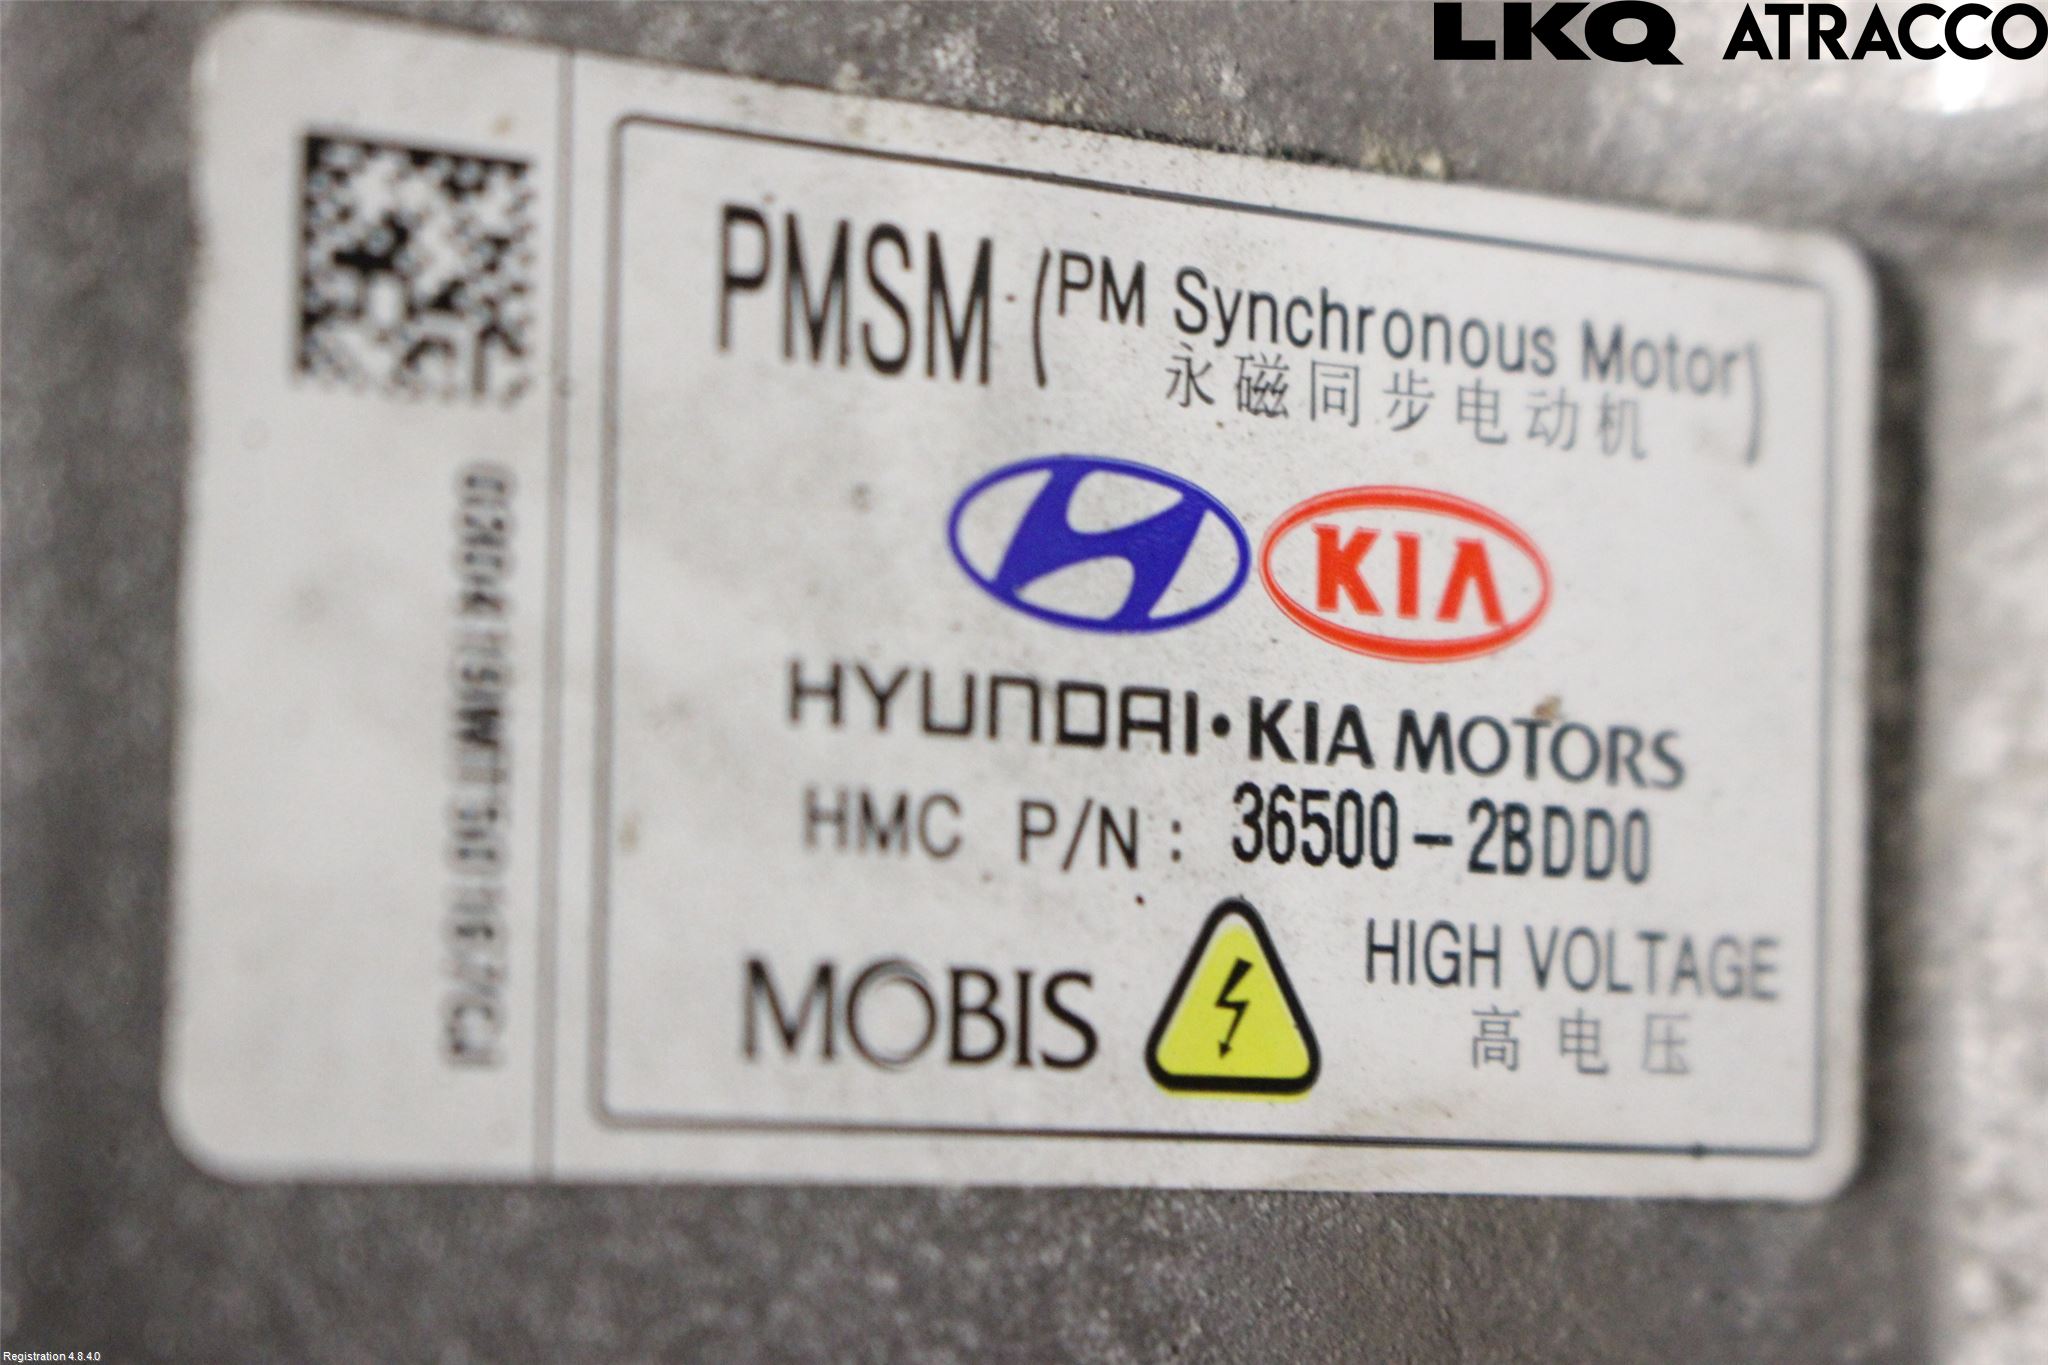 LKQ ATRACCO
PMSM (PM Synchronous Motor)
永磁同步电动机
KIA
HYUNDAI·KIA MOTORS
HMC P/N : 36500-2BDD0
MOBIS
HIGH VOLTAGE
高电压
Registration 4.8.4.0